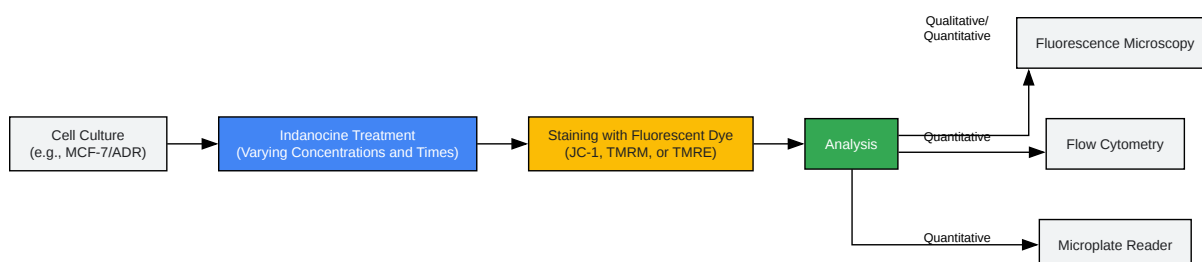 Cell Culture
(e.g., MCF-7/ADR)
Indanocine Treatment
(Varying Concentrations and Times)
Staining with Fluorescent Dye
(JC-1, TMRM, or TMRE)
Analysis
Qualitative/
Quantitative
Fluorescence Microscopy
Quantitative
Flow Cytometry
Quantitative
Microplate Reader